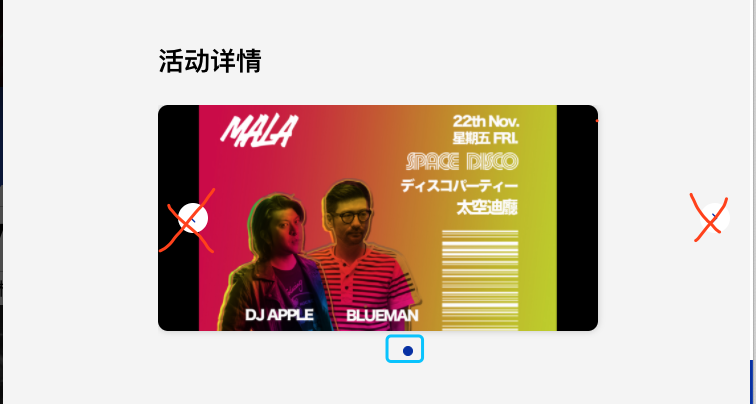 活动详情
MALA
22th Nov.
星期五 FRI.
SPACE DISCO
ディスコパーティー
太空迪廳
DJ APPLE
BLUEMAN